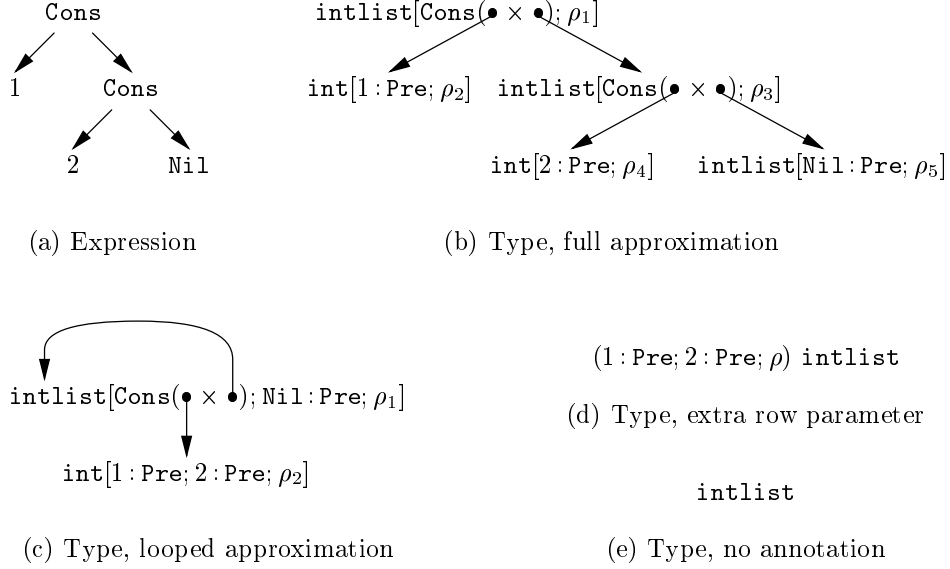 Cons
1 Cons
2 Nil
(a) Expression
intlist[Cons(• × •); ρ₁]
int[1 : Pre; ρ₂] intlist[Cons(• × •); ρ₃]
int[2 : Pre; ρ₄] intlist[Nil : Pre; ρ₅]
(b) Type, full approximation
intlist[Cons(• × •); Nil : Pre; ρ₁]
int[1 : Pre; 2 : Pre; ρ₂]
(c) Type, looped approximation
(1 : Pre; 2 : Pre; ρ) intlist
(d) Type, extra row parameter
intlist
(e) Type, no annotation